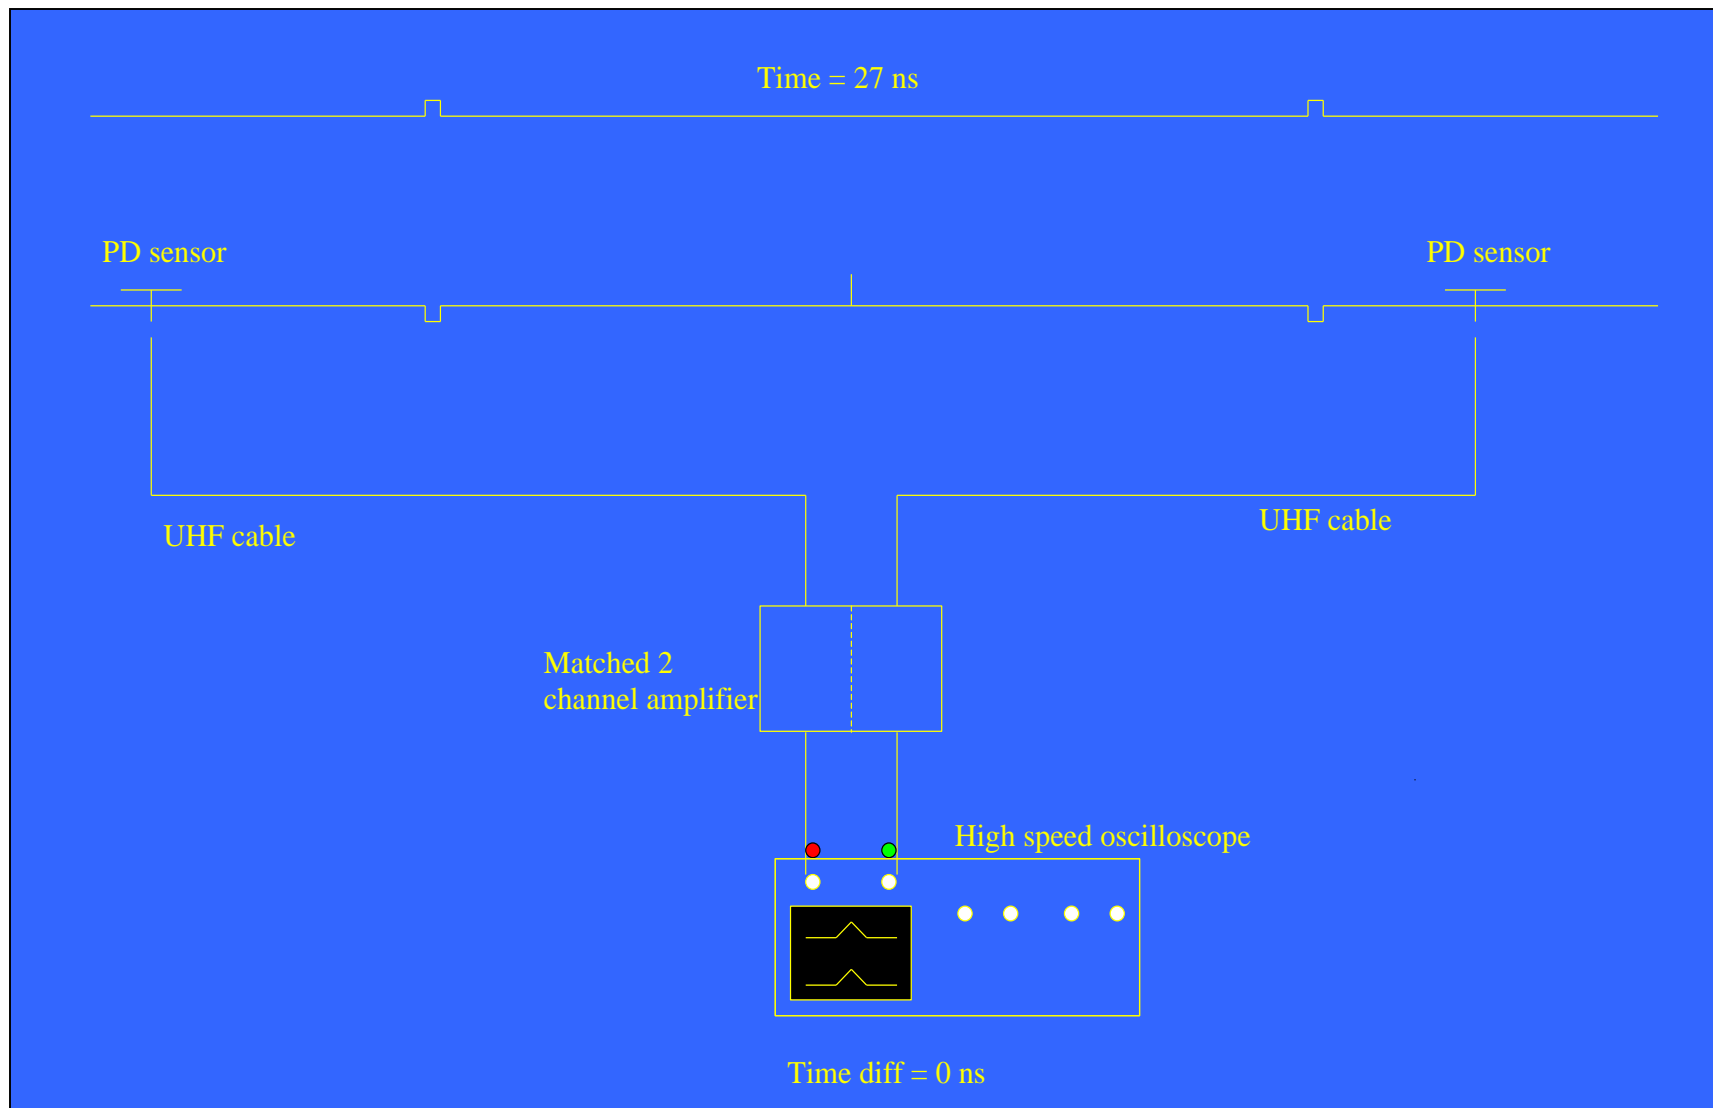 Time = 27 ns
PD sensor
PD sensor
UHF cable
UHF cable
Matched 2
channel amplifier
High speed oscilloscope
Time diff = 0 ns